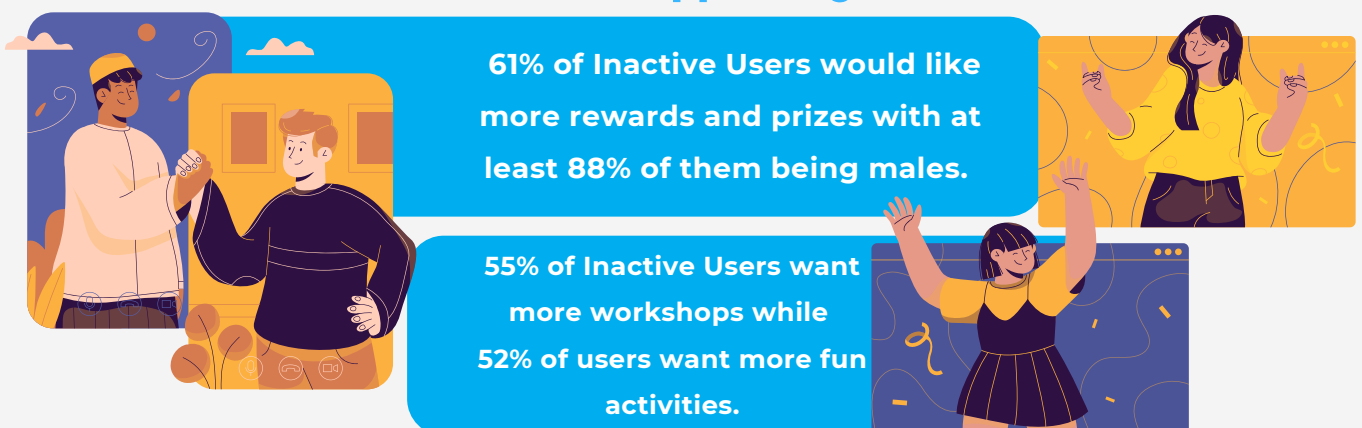 61% of Inactive Users would like
more rewards and prizes with at
least 88% of them being males.
55% of Inactive Users want
more workshops while
52% of users want more fun
activities.